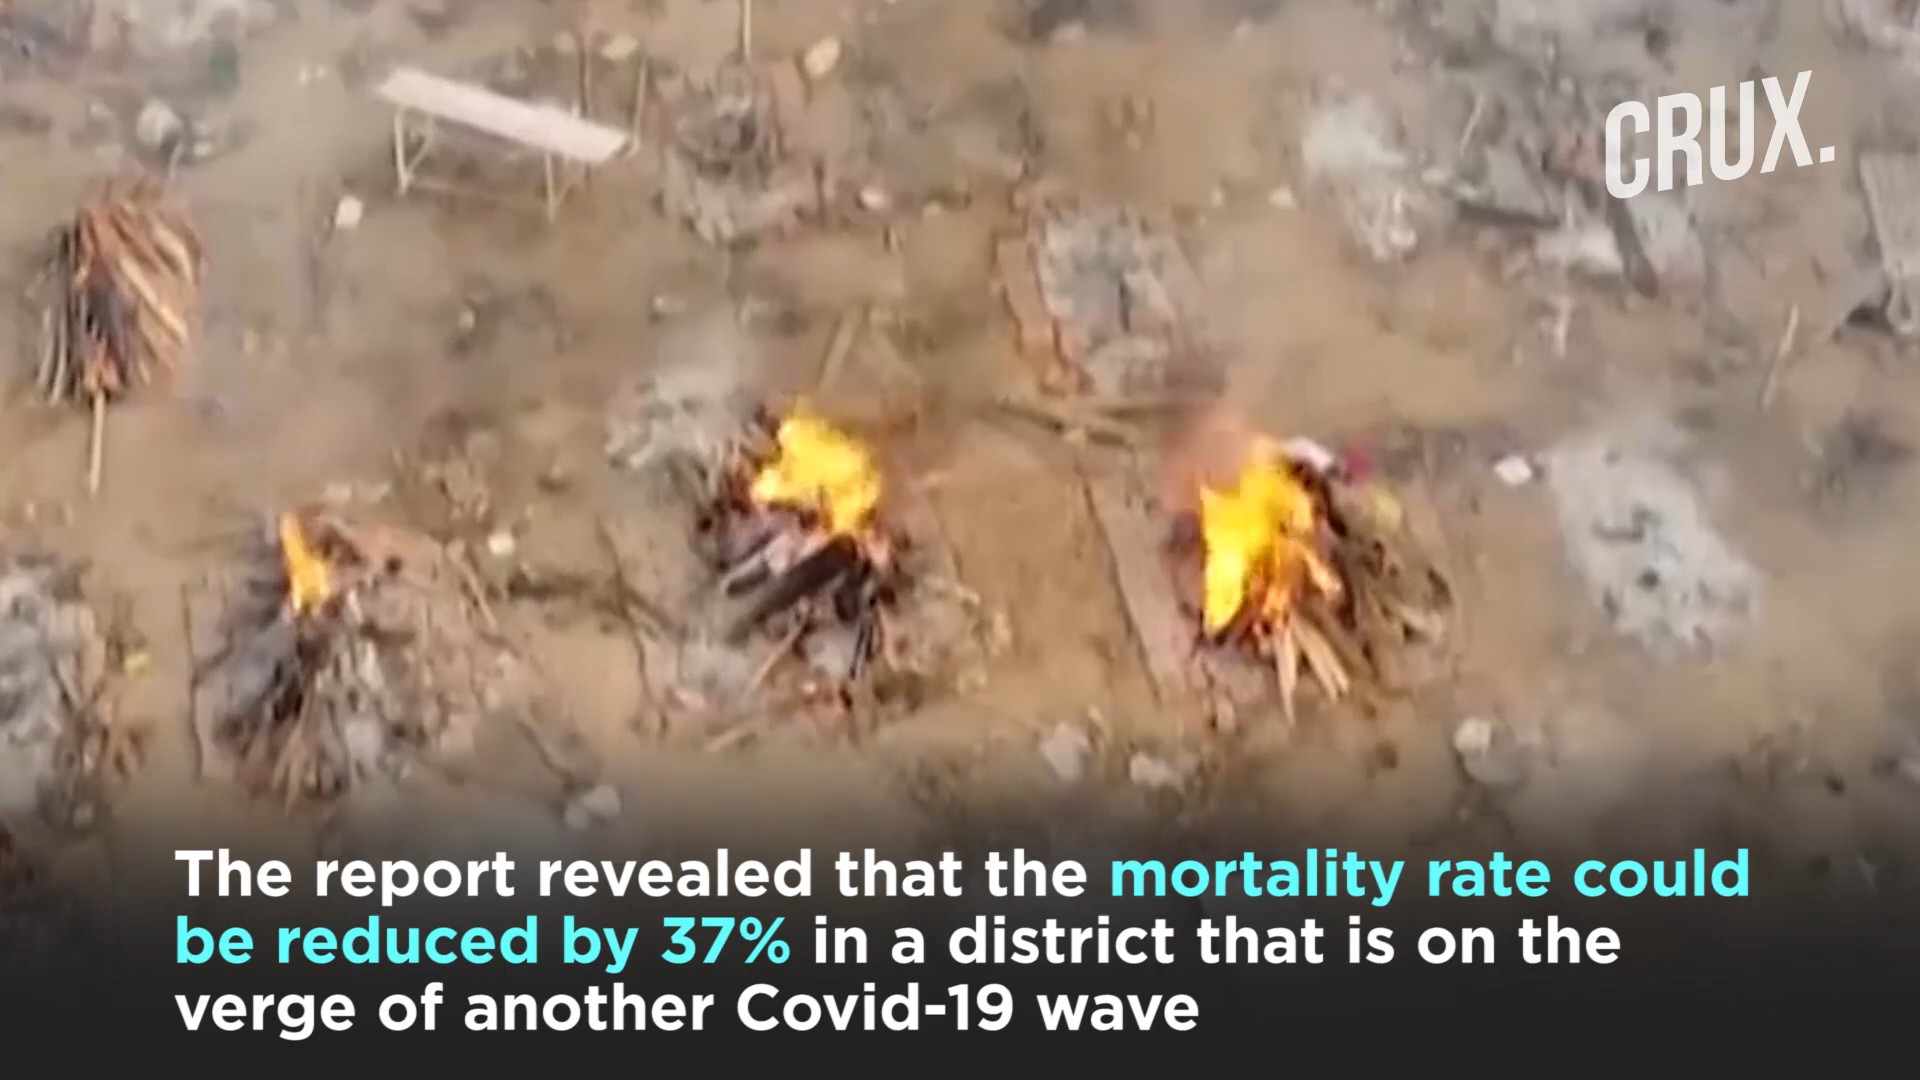 CRUX.
The report revealed that the mortality rate could
be reduced by 37% in a district that is on the
verge of another Covid-19 wave